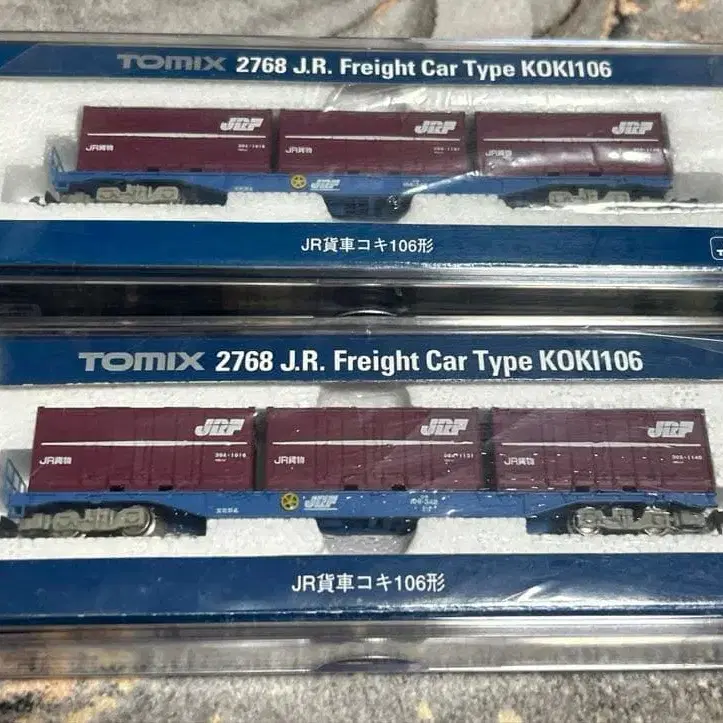 TOMIX 2768 J.R. Freight Car Type KOKI106
JRF JRF JRF
JR貨物 JR貨物 JR貨物
JRF
JR貨車コキ106形
TOMIX 2768 J.R. Freight Car Type KOKI106
JRF JRF JRF
JR貨物 JR貨物 JR貨物
JRF
JR貨車コキ106形